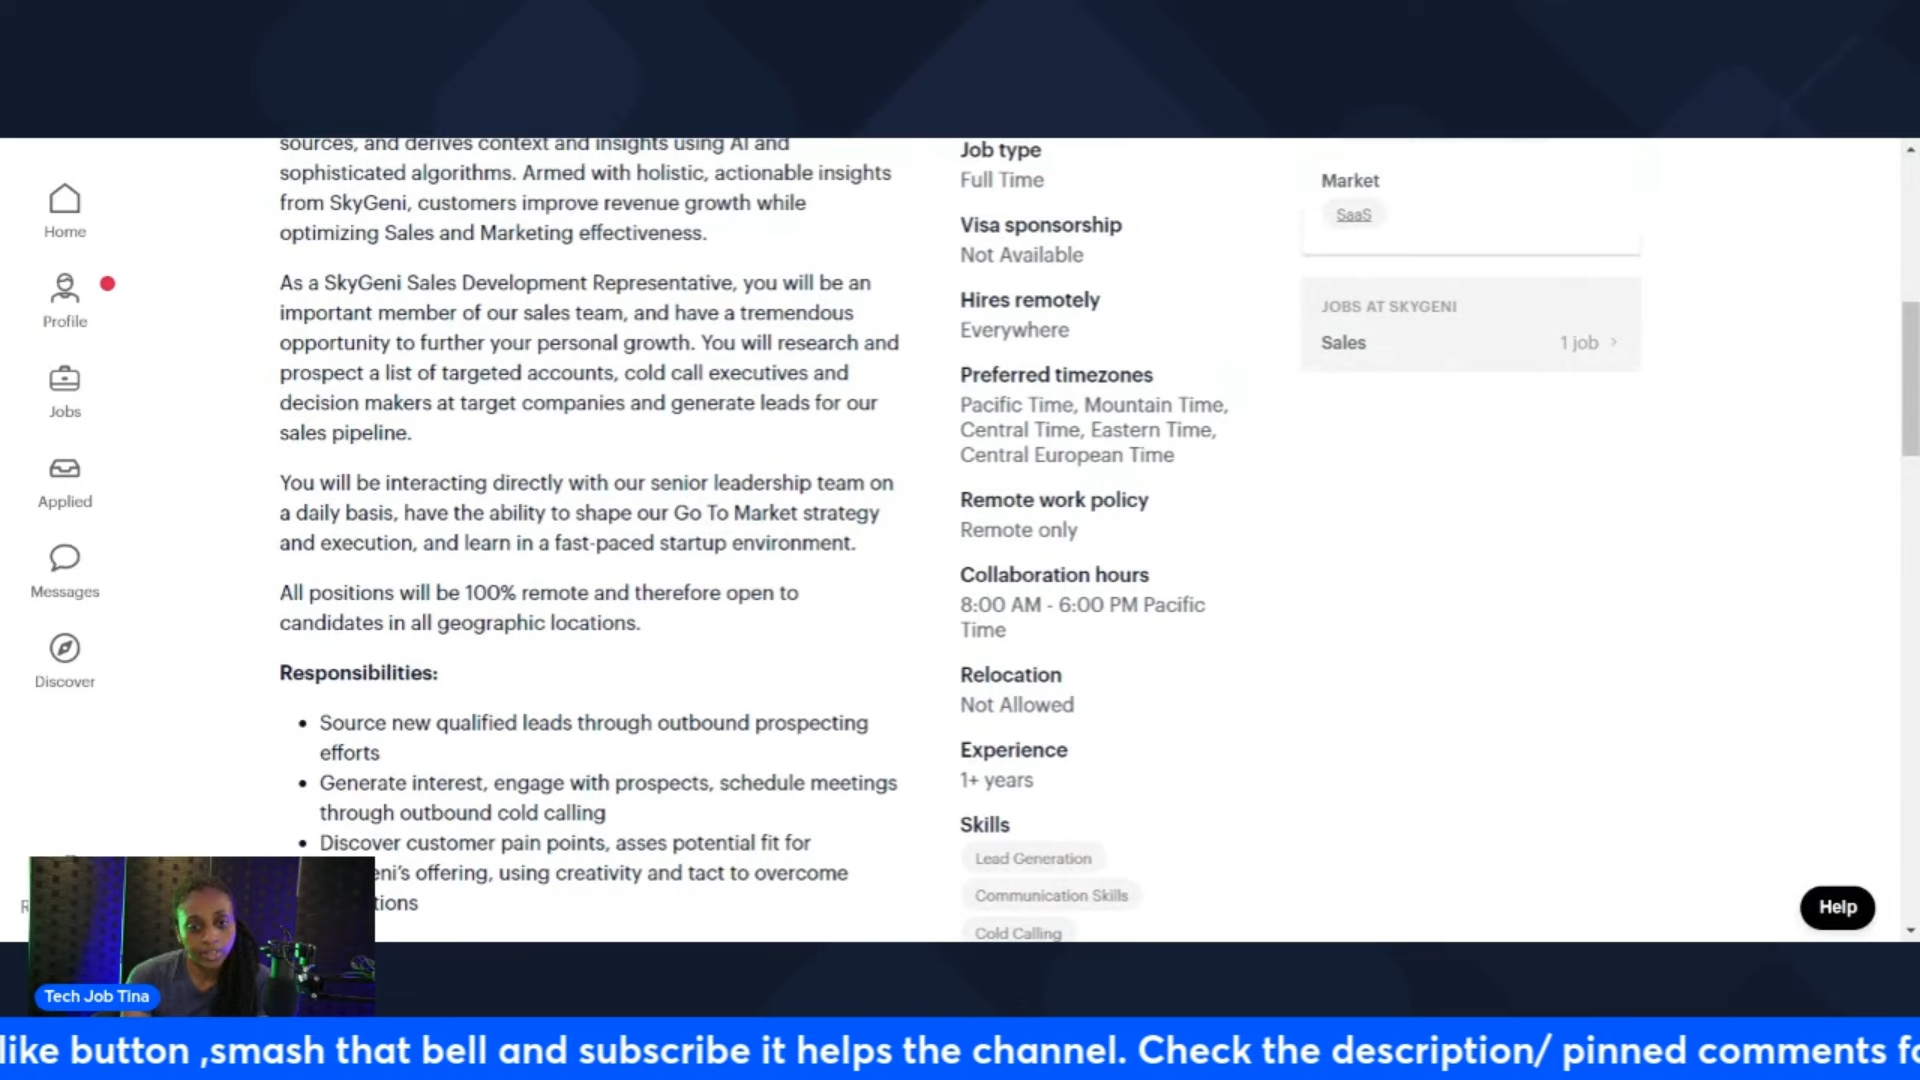 Home
Profile
Jobs
Applied
Messages
Discover
sources, and derives context and insights using AI and
sophisticated algorithms. Armed with holistic, actionable insights
from SkyGeni, customers improve revenue growth while
optimizing Sales and Marketing effectiveness.
As a SkyGeni Sales Development Representative, you will be an
important member of our sales team, and have a tremendous
opportunity to further your personal growth. You will research and
prospect a list of targeted accounts, cold call executives and
decision makers at target companies and generate leads for our
sales pipeline.
You will be interacting directly with our senior leadership team on
a daily basis, have the ability to shape our Go To Market strategy
and execution, and learn in a fast-paced startup environment.
All positions will be 100% remote and therefore open to
candidates in all geographic locations.
Responsibilities:
• Source new qualified leads through outbound prospecting
efforts
• Generate interest, engage with prospects, schedule meetings
through outbound cold calling
• Discover customer pain points, asses potential fit for
eni's offering, using creativity and tact to overcome
tions
Job type
Full Time
Visa sponsorship
Not Available
Hires remotely
Everywhere
Preferred timezones
Pacific Time, Mountain Time,
Central Time, Eastern Time,
Central European Time
Remote work policy
Remote only
Collaboration hours
8:00 AM - 6:00 PM Pacific
Time
Relocation
Not Allowed
Experience
1+ years
Skills
Lead Generation
Communication Skills
Cold Calling
Market
SaaS
JOBS AT SKYGENI
Sales 1 job
Help
Tech Job Tina
like button ,smash that bell and subscribe it helps the channel. Check the description/ pinned comments fo